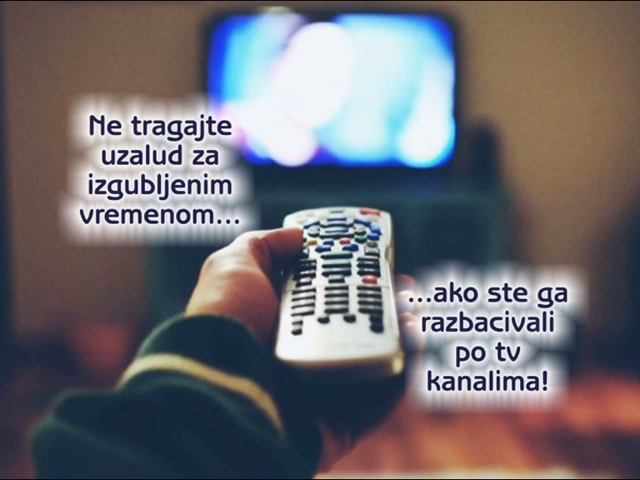 Ne tragajte
uzalud za
izgubljenim
vremenom...
...ako ste ga
razbacivali
po tv
kanalima!